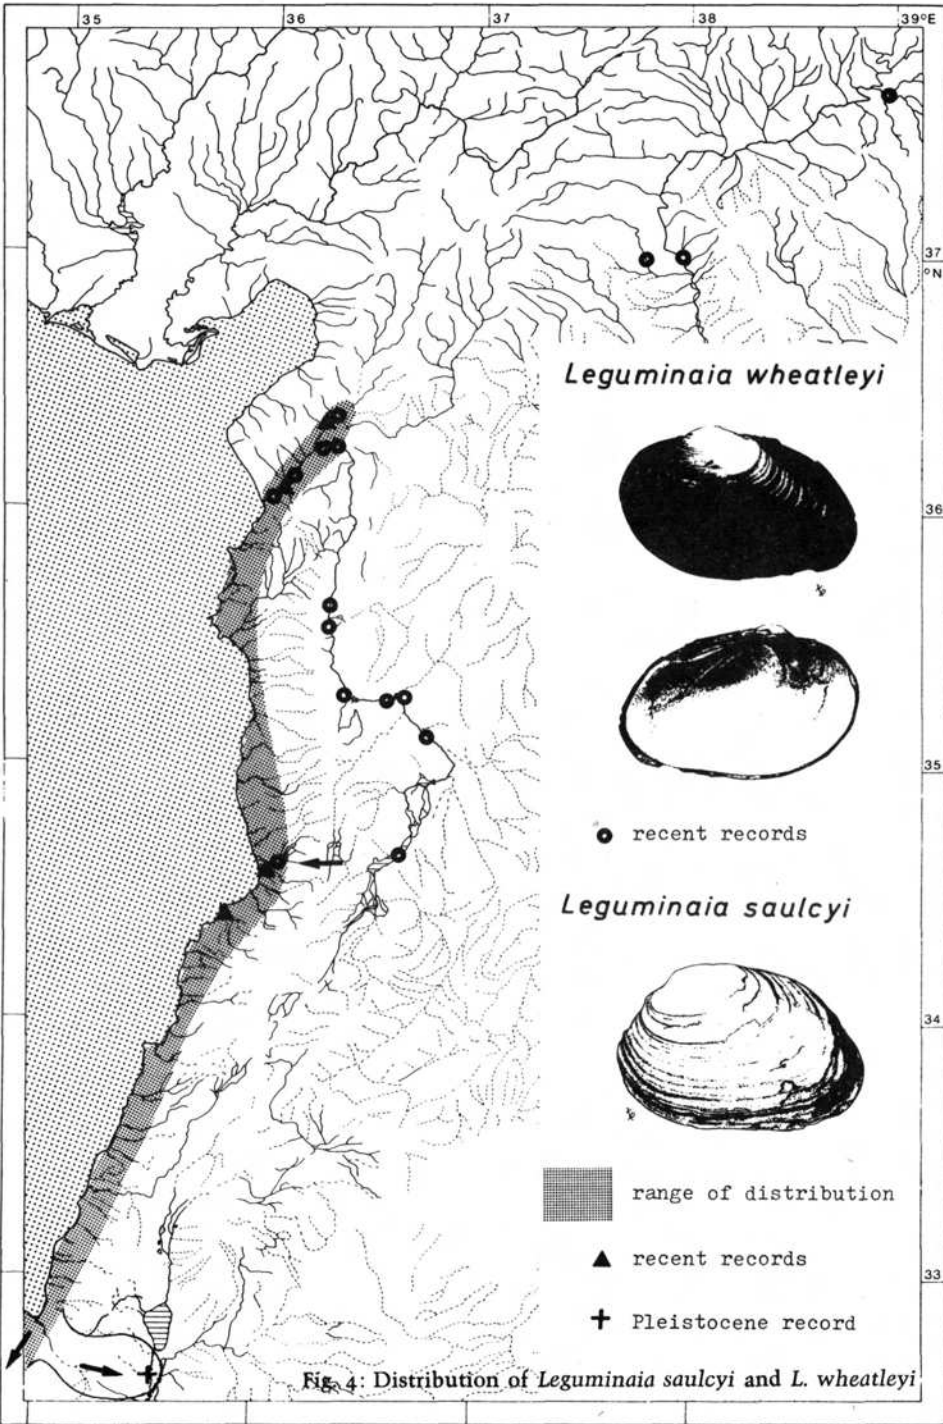 35 36 37 38 39°E
37
°N
Leguminaia wheatleyi
36
35
recent records
Leguminaia saulcyi
34
range of distribution
recent records
33
Pleistocene record
Fig. 4: Distribution of Leguminaia saulcyi and L. wheatleyi